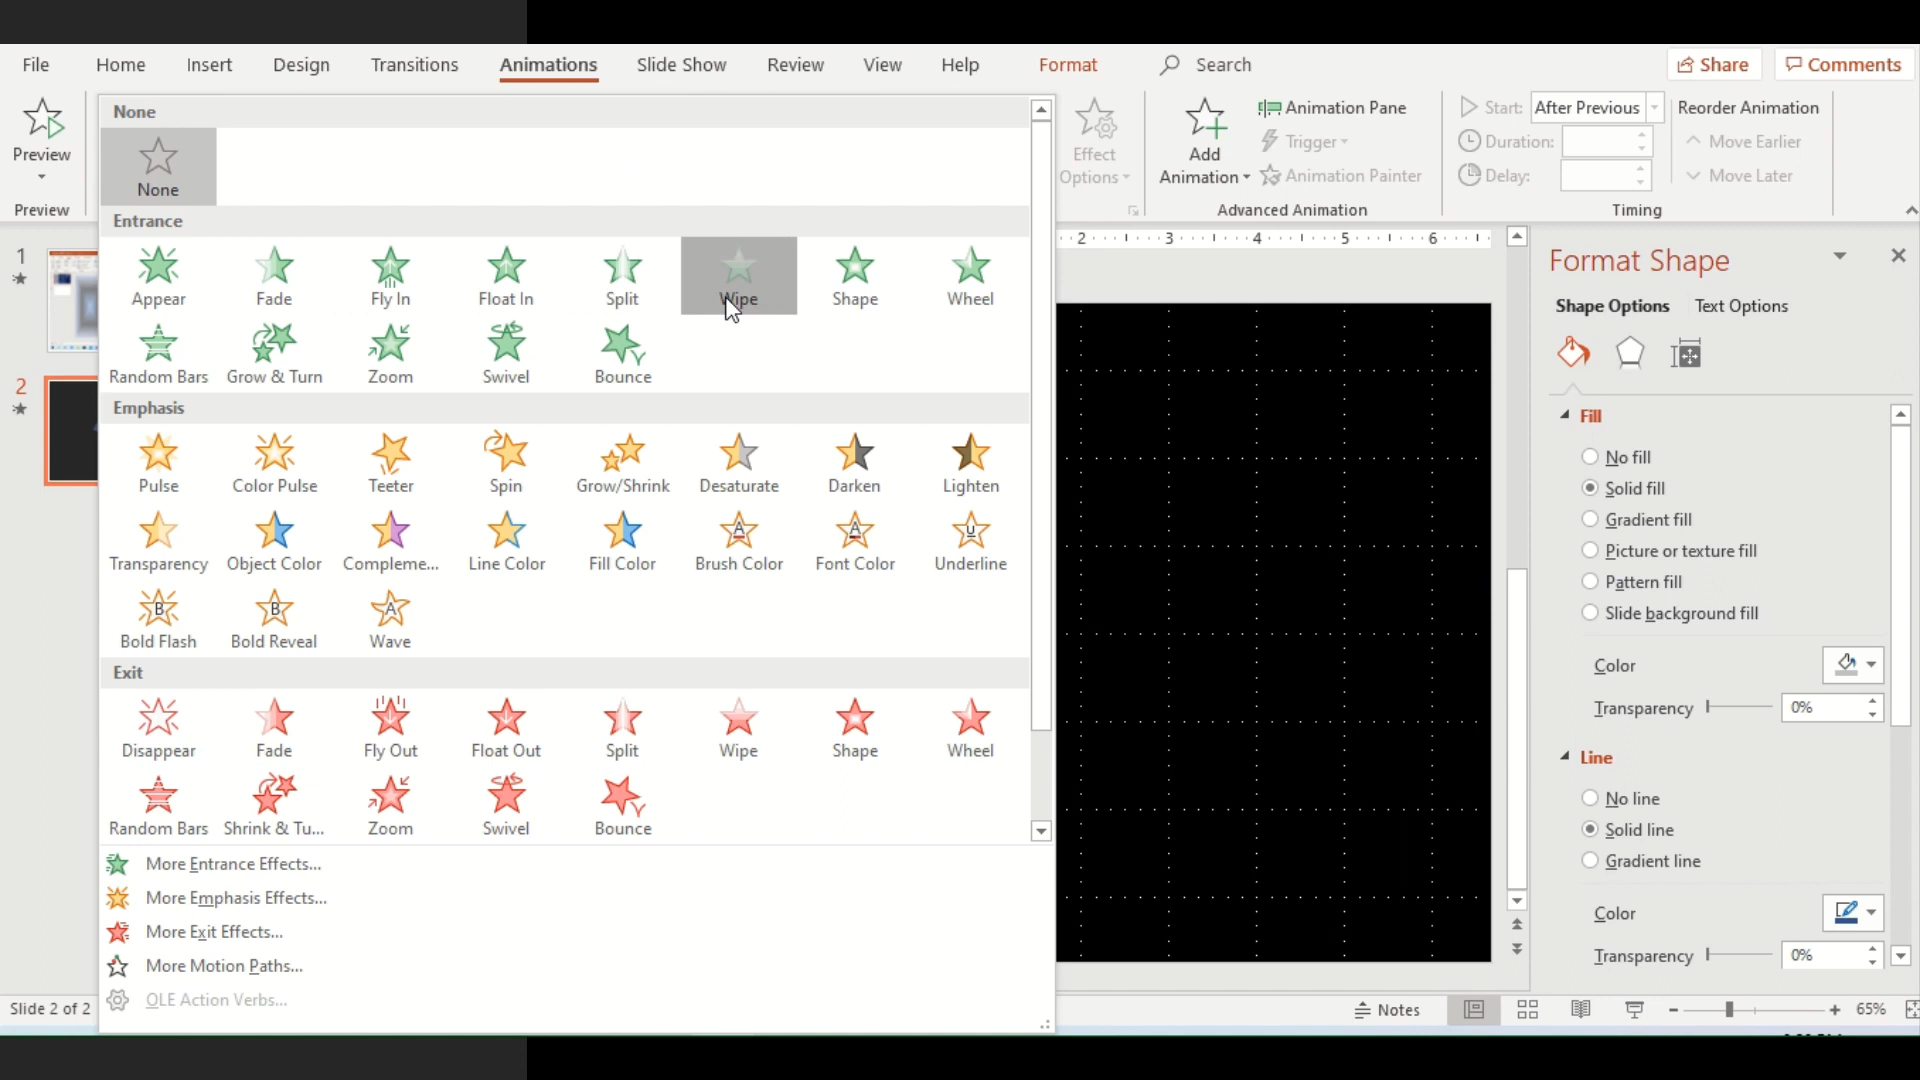 File Home Insert Design Transitions Animations Slide Show Review View Help Format Search Share Comments
Preview
Preview
None
None
Entrance
Appear Fade Fly In Float In Split Wipe Shape Wheel
Random Bars Grow & Turn Zoom Swivel Bounce
Emphasis
Pulse Color Pulse Teeter Spin Grow/Shrink Desaturate Darken Lighten
Transparency Object Color Compleme... Line Color Fill Color Brush Color Font Color Underline
Bold Flash Bold Reveal Wave
Exit
Disappear Fade Fly Out Float Out Split Wipe Shape Wheel
Random Bars Shrink & Tu... Zoom Swivel Bounce
More Entrance Effects...
More Emphasis Effects...
More Exit Effects...
More Motion Paths...
OLE Action Verbs...
Effect
Options
Add
Animation
Animation Pane
Trigger
Animation Painter
Advanced Animation
Start: After Previous
Duration:
Delay:
Timing
Reorder Animation
Move Earlier
Move Later
1
2
2 3 4 5 6
Format Shape
Shape Options Text Options
Fill
No fill
Solid fill
Gradient fill
Picture or texture fill
Pattern fill
Slide background fill
Color
Transparency 0%
Line
No line
Solid line
Gradient line
Color
Transparency 0%
Slide 2 of 2 Notes 65%